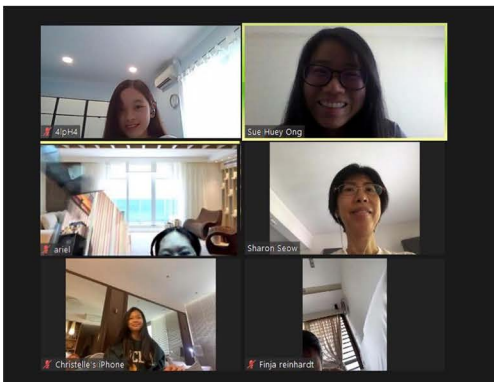 4lpH4
Sue Huey Ong
ariel
Sharon Seow
Christelle's iPhone
Finja reinhardt